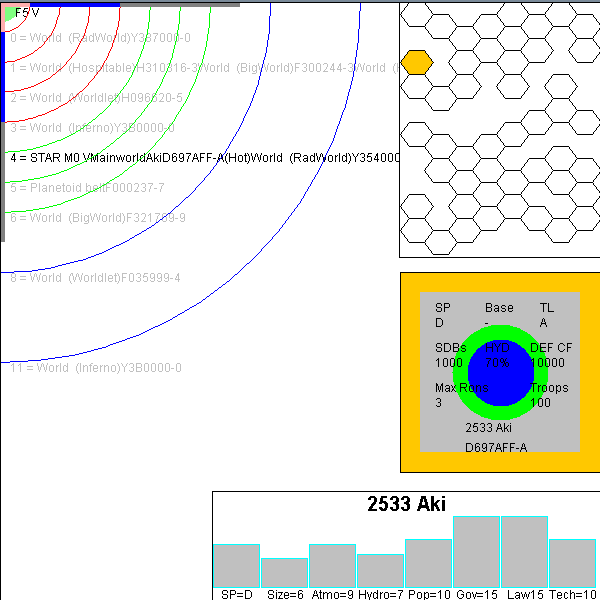 F5 V
0 = World (RadWorld)Y387000-0
1 = World (Hospitable)H310316-3World (BigWorld)F300244-3World (
2 = World (Worldlet)H096620-5
3 = World (Inferno)Y3B0000-0
4 = STAR M0 VMainworldAkiD697AFF-A(Hot)World (RadWorld)Y354000
5 = Planetoid beltF000237-7
6 = World (BigWorld)F321769-9
8 = World (Worldlet)F035999-4
11 = World (Inferno)Y3B0000-0
SP Base TL
D - A
SDBs HYD DEF CF
1000 70% 10000
Max Pop= Troops
3 100
2533 Aki
D697AFF-A
2533 Aki
SP=D Size=6 Atmo=9 Hydro=7 Pop=10 Gov=15 Law15 Tech=10